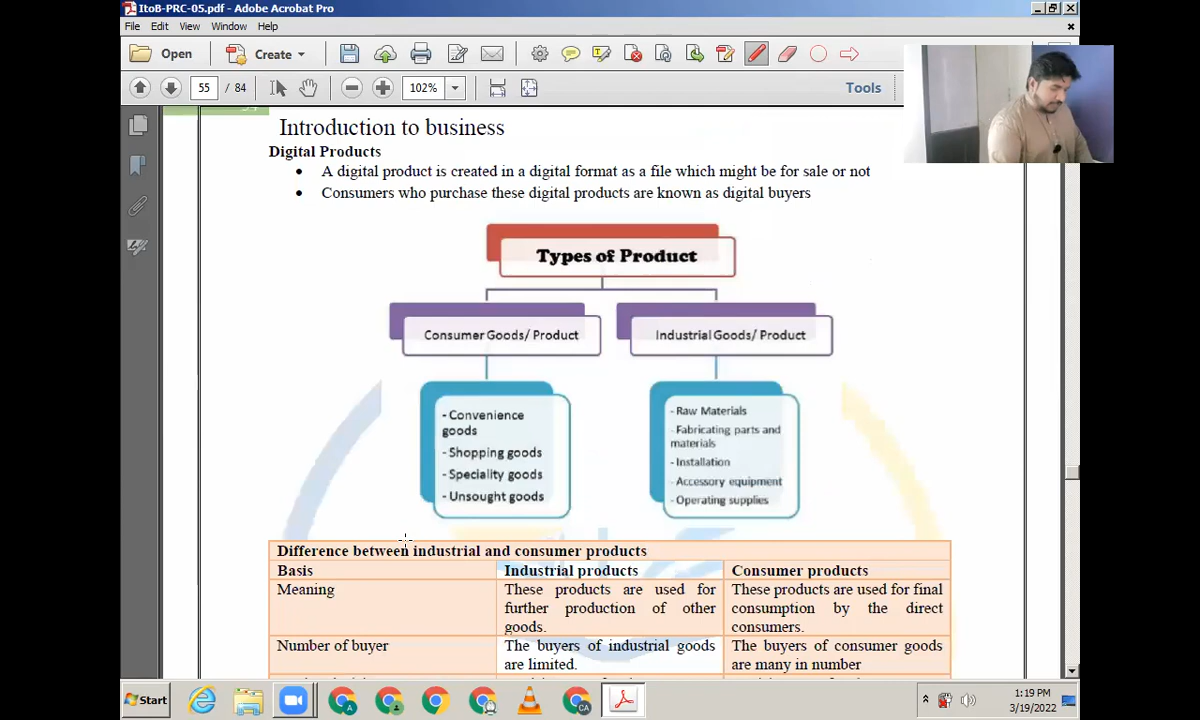 ItoB-PRC-05.pdf - Adobe Acrobat Pro
File Edit View Window Help
Open Create
55 / 84 102% Tools
Introduction to business
Digital Products
• A digital product is created in a digital format as a file which might be for sale or not
• Consumers who purchase these digital products are known as digital buyers
Types of Product
Consumer Goods/ Product
Industrial Goods/ Product
- Convenience
goods
- Shopping goods
- Speciality goods
- Unsought goods
- Raw Materials
- Fabricating parts and
materials
- Installation
- Accessory equipment
- Operating supplies
Difference between industrial and consumer products
Basis Industrial products Consumer products
Meaning
These products are used for
further production of other
goods.
These products are used for final
consumption by the direct
consumers.
Number of buyer
The buyers of industrial goods
are limited.
The buyers of consumer goods
are many in number
Start
1:19 PM
3/19/2022